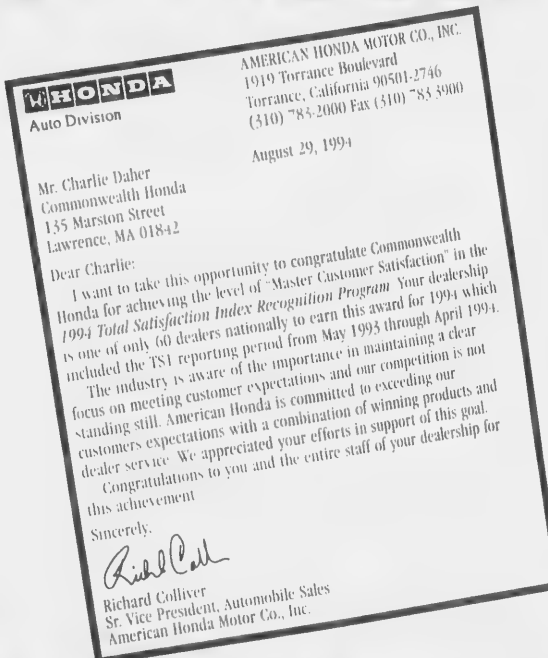 HONDA
Auto Division
AMERICAN HONDA MOTOR CO., INC.
1919 Torrance Boulevard
Torrance, California 90501-2746
(310) 783-2000 Fax (310) 783-3900
August 29, 1994
Mr. Charlie Daher
Commonwealth Honda
135 Marston Street
Lawrence, MA 01842
Dear Charlie:
I want to take this opportunity to congratulate Commonwealth
Honda for achieving the level of "Master Customer Satisfaction" in the
1994 Total Satisfaction Index Recognition Program Your dealership
is one of only 60 dealers nationally to earn this award for 1994 which
included the TSI reporting period from May 1993 through April 1994.
The industry is aware of the importance in maintaining a clear
focus on meeting customer expectations and our competition is not
standing still. American Honda is committed to exceeding our
customers expectations with a combination of winning products and
dealer service We appreciated your efforts in support of this goal.
Congratulations to you and the entire staff of your dealership for
this achievement
Sincerely,
Richard Colliver
Sr. Vice President, Automobile Sales
American Honda Motor Co., Inc.